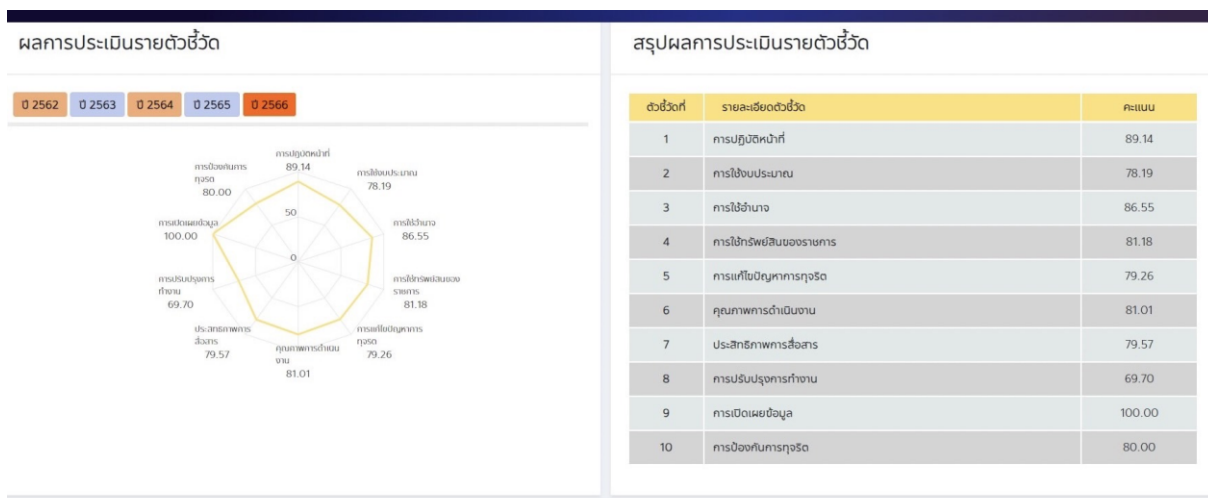 ผลการประเมินรายตัวชี้วัด
ปี 2562 ปี 2563 ปี 2564 ปี 2565 ปี 2566
การปฏิบัติหน้าที่
89.14
การใช้งบประมาณ
78.19
การใช้อำนาจ
86.55
การใช้ทรัพย์สินของ
ราชการ
81.18
การแก้ไขปัญหาการ
ทุจริต
79.26
คุณภาพการดำเนิน
งาน
81.01
ประสิทธิภาพการ
สื่อสาร
79.57
การปรับปรุงการ
ทำงาน
69.70
การเปิดเผยข้อมูล
100.00
การป้องกันการ
ทุจริต
80.00
50
0
สรุปผลการประเมินรายตัวชี้วัด
ตัวชี้วัดที่ รายละเอียดตัวชี้วัด คะแนน
1 การปฏิบัติหน้าที่ 89.14
2 การใช้งบประมาณ 78.19
3 การใช้อำนาจ 86.55
4 การใช้ทรัพย์สินของราชการ 81.18
5 การแก้ไขปัญหาการทุจริต 79.26
6 คุณภาพการดำเนินงาน 81.01
7 ประสิทธิภาพการสื่อสาร 79.57
8 การปรับปรุงการทำงาน 69.70
9 การเปิดเผยข้อมูล 100.00
10 การป้องกันการทุจริต 80.00